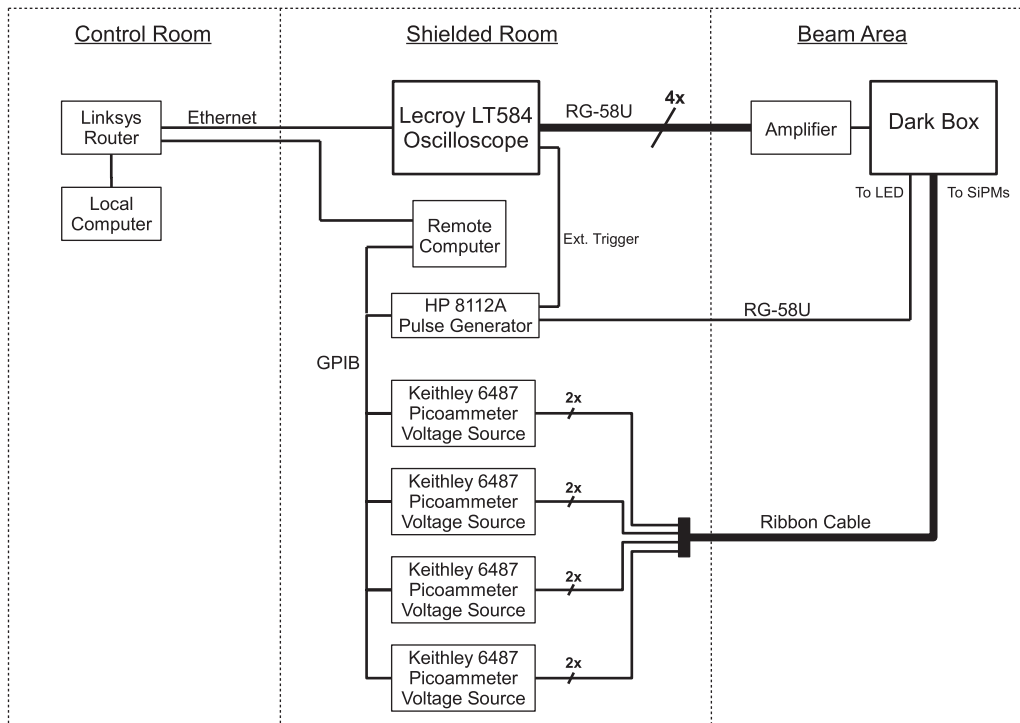 Control Room
Shielded Room
Beam Area
Linksys
Router
Ethernet
Lecroy LT584
Oscilloscope
RG-58U
4x
Amplifier
Dark Box
Local
Computer
To LED
To SiPMs
Remote
Computer
Ext. Trigger
HP 8112A
Pulse Generator
RG-58U
GPIB
Keithley 6487
Picoammeter
Voltage Source
2x
Keithley 6487
Picoammeter
Voltage Source
2x
Ribbon Cable
Keithley 6487
Picoammeter
Voltage Source
2x
Keithley 6487
Picoammeter
Voltage Source
2x